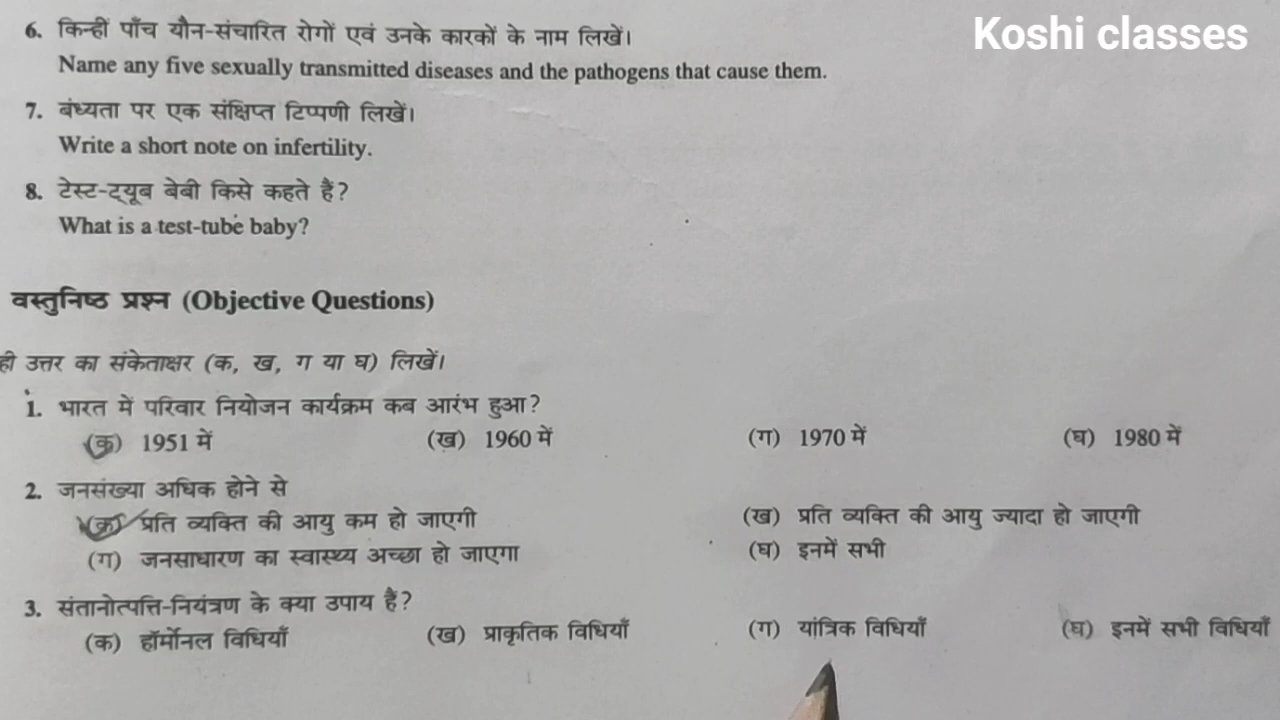 Koshi classes
6. किन्हीं पाँच यौन-संचारित रोगों एवं उनके कारकों के नाम लिखें।
Name any five sexually transmitted diseases and the pathogens that cause them.
7. बंध्यता पर एक संक्षिप्त टिप्पणी लिखें।
Write a short note on infertility.
8. टेस्ट-ट्यूब बेबी किसे कहते हैं?
What is a test-tube baby?
वस्तुनिष्ठ प्रश्न (Objective Questions)
ही उत्तर का संकेताक्षर (क, ख, ग या घ) लिखें।
1. भारत में परिवार नियोजन कार्यक्रम कब आरंभ हुआ?
(क) 1951 में (ख) 1960 में (ग) 1970 में (घ) 1980 में
2. जनसंख्या अधिक होने से
(क) प्रति व्यक्ति की आयु कम हो जाएगी (ख) प्रति व्यक्ति की आयु ज्यादा हो जाएगी
(ग) जनसाधारण का स्वास्थ्य अच्छा हो जाएगा (घ) इनमें सभी
3. संतानोत्पत्ति-नियंत्रण के क्या उपाय हैं?
(क) हॉर्मोनल विधियाँ (ख) प्राकृतिक विधियाँ (ग) यांत्रिक विधियाँ (घ) इनमें सभी विधियाँ